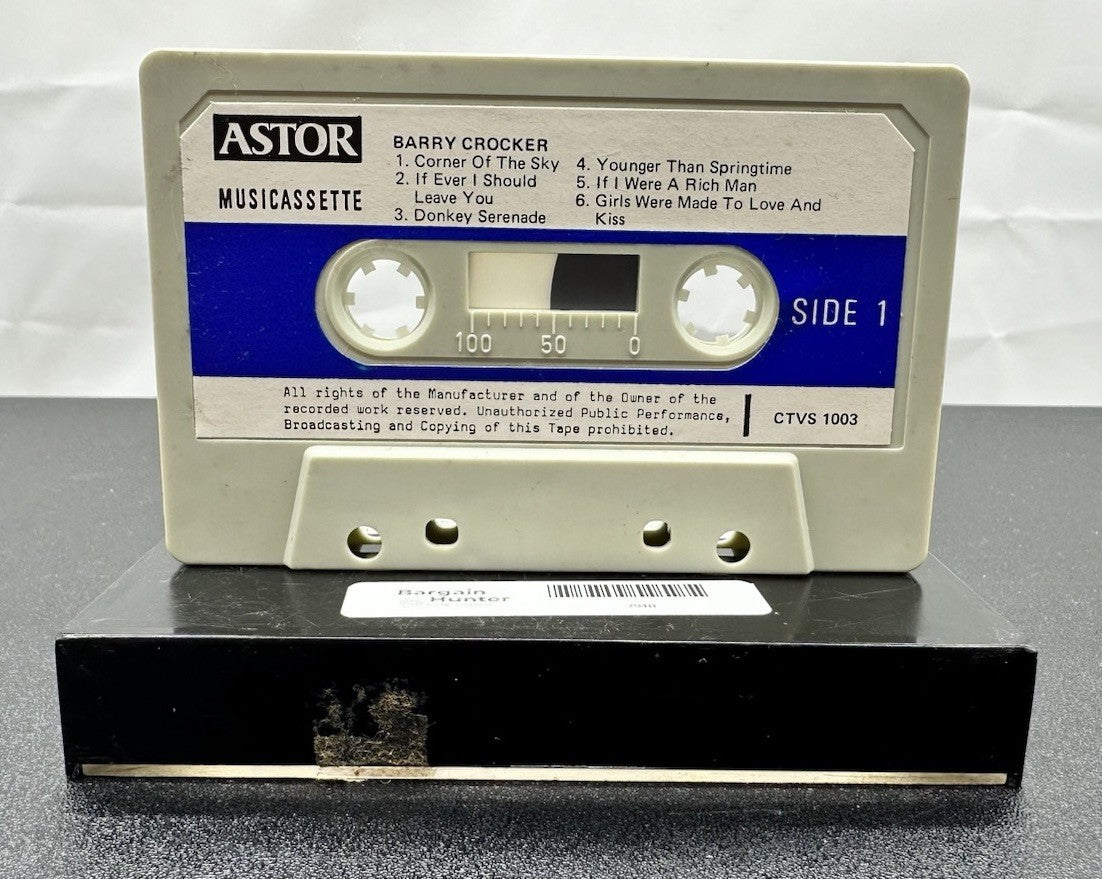 ASTOR
MUSICASSETTE
BARRY CROCKER
1. Corner Of The Sky
2. If Ever I Should
Leave You
3. Donkey Serenade
4. Younger Than Springtime
5. If I Were A Rich Man
6. Girls Were Made To Love And
Kiss
100 50 0
SIDE 1
All rights of the Manufacturer and of the Owner of the
recorded work reserved. Unauthorized Public Performance,
Broadcasting and Copying of this Tape prohibited.
CTVS 1003
Bargain
Hunter